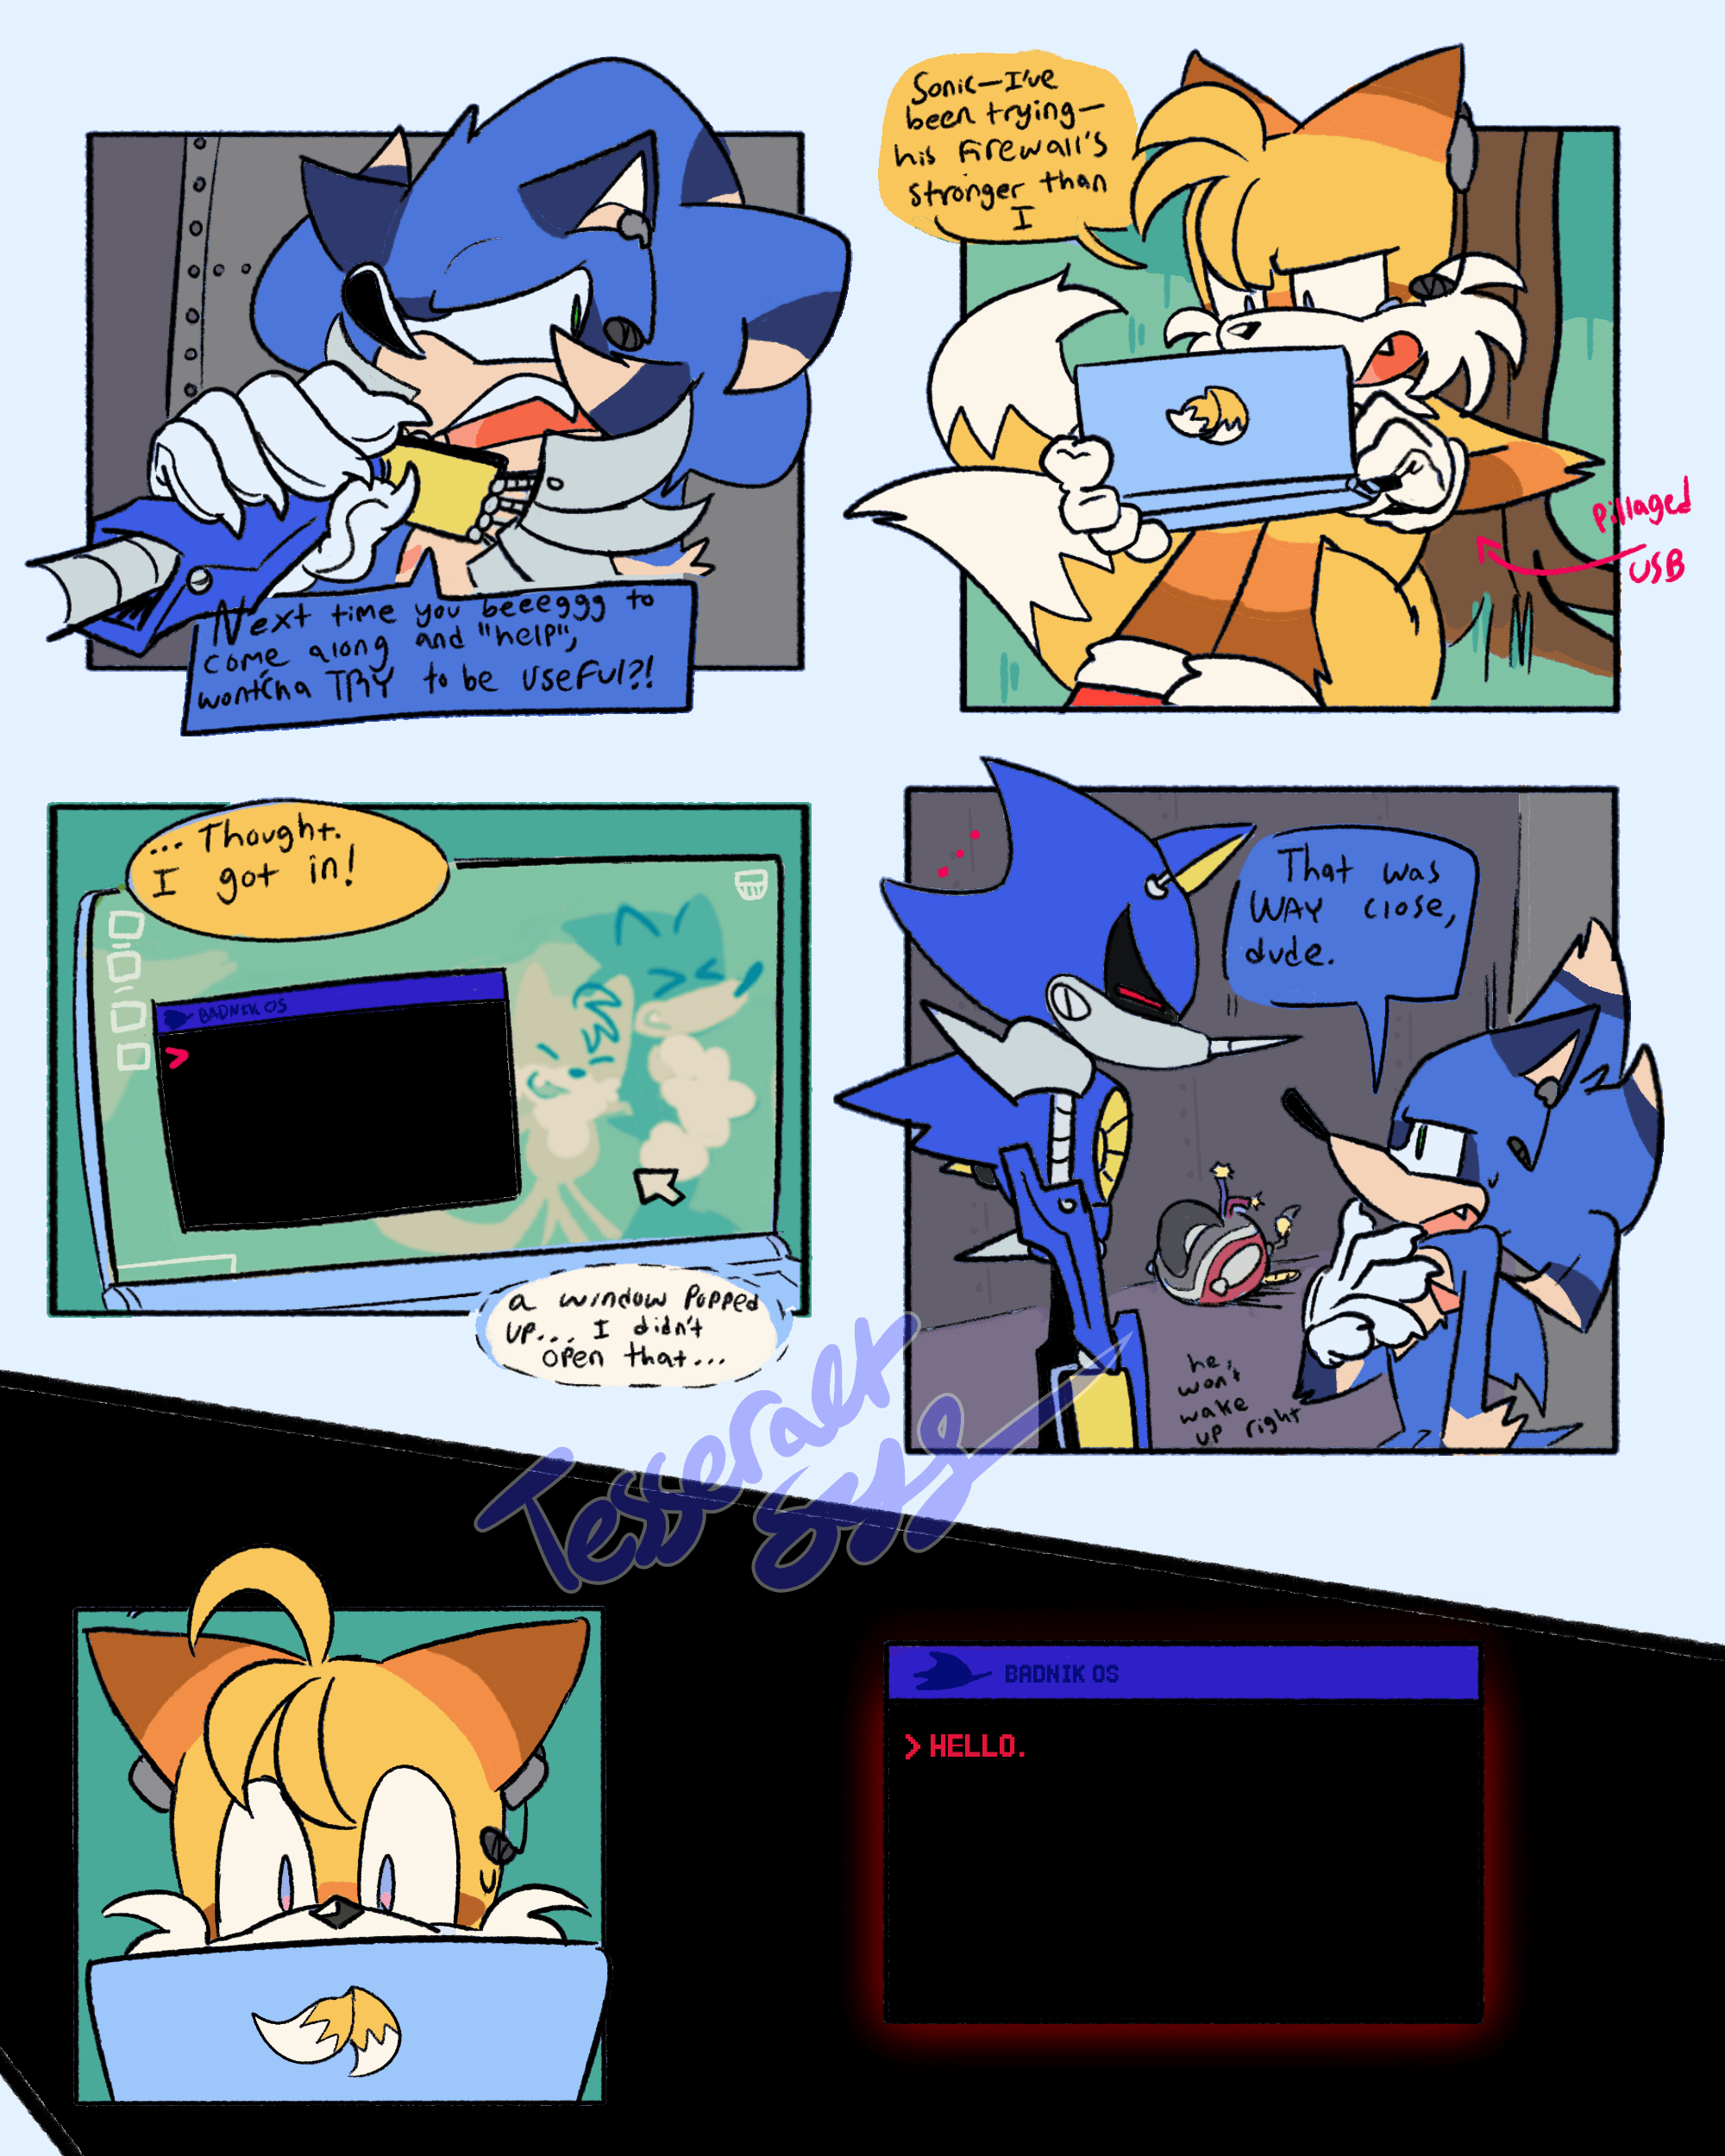 Next time you beeeggg to
come along and "help",
wontcha TRY to be useful?!
Sonic—I've
been trying—
his firewall's
stronger than
I
pillaged
USB
... Thought.
I got in!
BADNIK OS
>
a window popped
up... I didn't
open that...
That was
WAY close,
dude.
he
won't
wake
up right
Tesseralt
BADNIK OS
> HELLO.